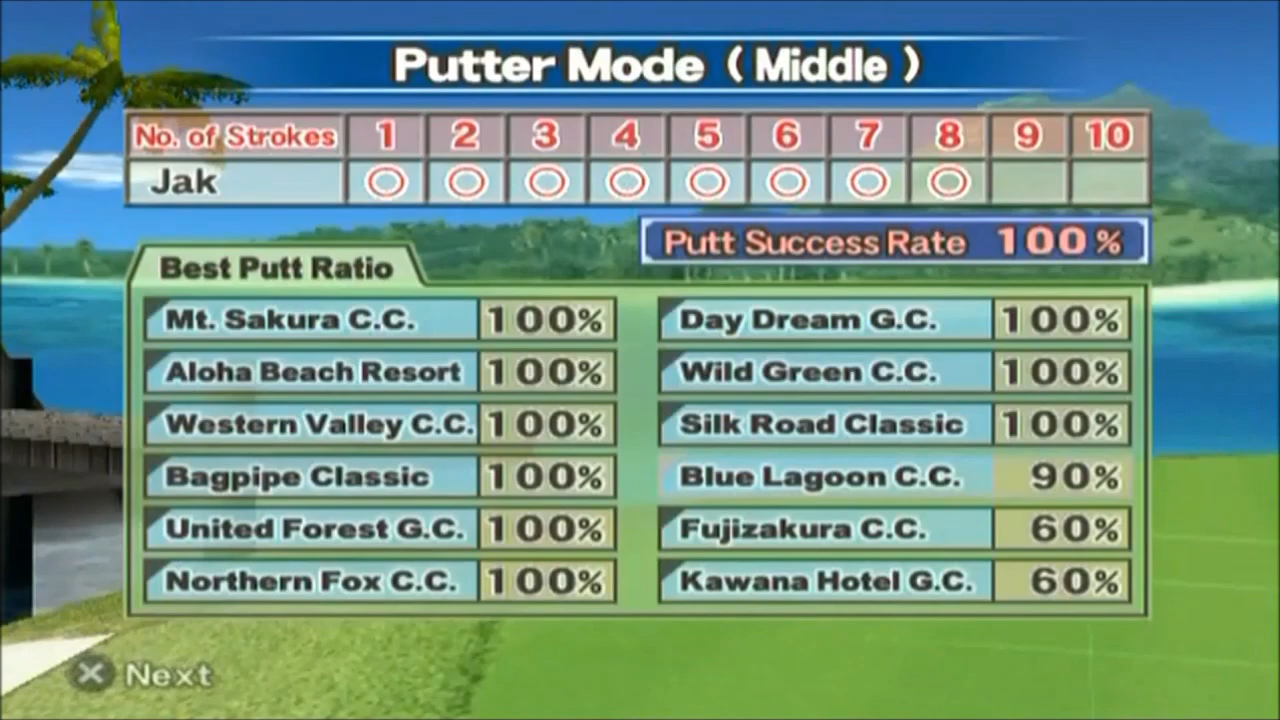 Putter Mode ( Middle )
No. of Strokes 1 2 3 4 5 6 7 8 9 10
Jak
Putt Success Rate 100 %
Best Putt Ratio
Mt. Sakura C.C. 100% Day Dream G.C. 100%
Aloha Beach Resort 100% Wild Green C.C. 100%
Western Valley C.C. 100% Silk Road Classic 100%
Bagpipe Classic 100% Blue Lagoon C.C. 90%
United Forest G.C. 100% Fujizakura C.C. 60%
Northern Fox C.C. 100% Kawana Hotel G.C. 60%
Next